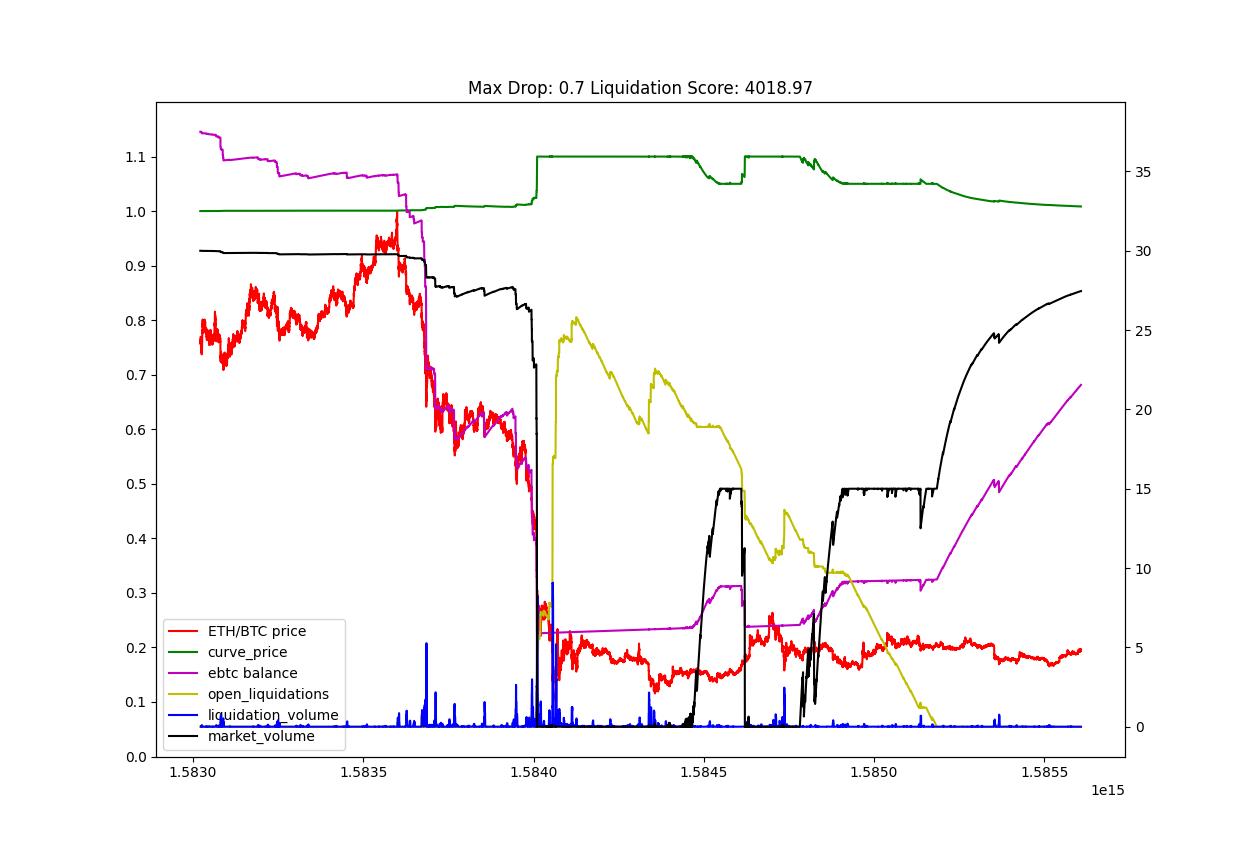 Max Drop: 0.7 Liquidation Score: 4018.97
1.1
1.0
0.9
0.8
0.7
0.6
0.5
0.4
0.3
0.2
0.1
0.0
35
30
25
20
15
10
5
0
ETH/BTC price
curve_price
ebtc balance
open_liquidations
liquidation_volume
market_volume
1.5830 1.5835 1.5840 1.5845 1.5850 1.5855
1e15